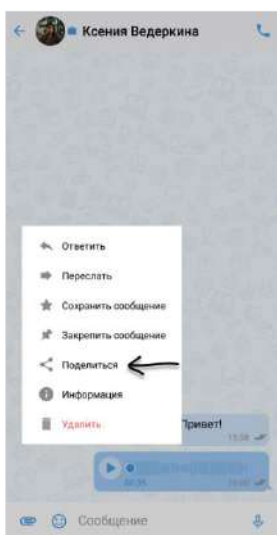 Ксения Ведеркина
Ответить
Переслать
Сохранить сообщение
Закрепить сообщение
Поделиться
Информация
Удалить
Привет!
Сообщение